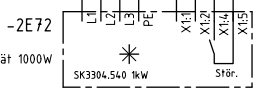 -2E72
L1 L2 L3 PE X1:1 X1:2 X1:4 X1:5
ät 1000W
SK3304.540 1kW
Stör.